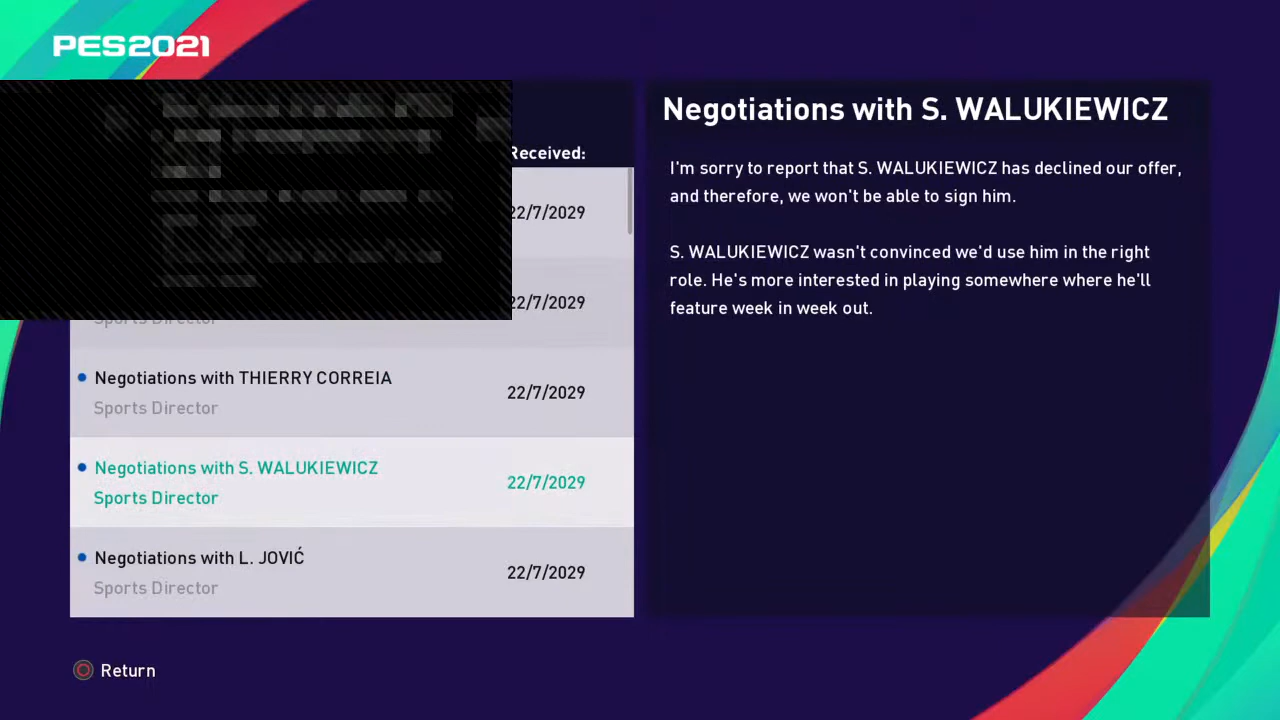 PES2021
Received:
22/7/2029
22/7/2029
Sports Director
Negotiations with THIERRY CORREIA
Sports Director
22/7/2029
Negotiations with S. WALUKIEWICZ
Sports Director
22/7/2029
Negotiations with L. JOVIĆ
Sports Director
22/7/2029
Negotiations with S. WALUKIEWICZ
I'm sorry to report that S. WALUKIEWICZ has declined our offer,
and therefore, we won't be able to sign him.
S. WALUKIEWICZ wasn't convinced we'd use him in the right
role. He's more interested in playing somewhere where he'll
feature week in week out.
Return